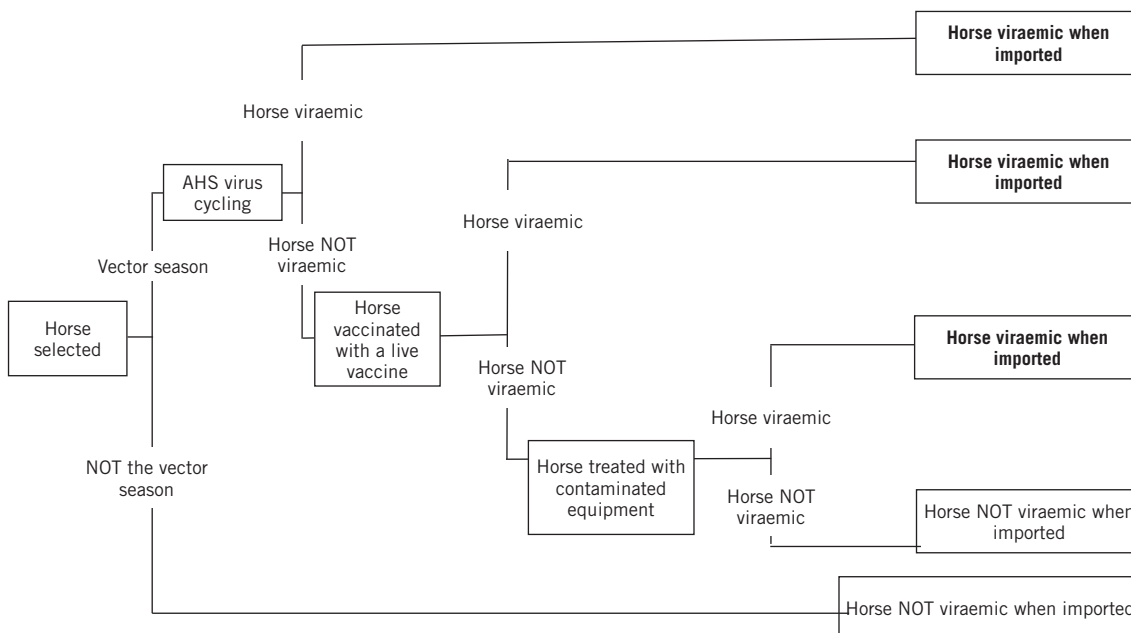 Horse viraemic when
imported
Horse viraemic
Horse viraemic when
imported
AHS virus
cycling
Horse viraemic
Horse NOT
viraemic
Vector season
Horse
selected
Horse
vaccinated
with a live
vaccine
Horse viraemic when
imported
Horse NOT
viraemic
Horse viraemic
NOT the vector
season
Horse treated with
contaminated
equipment
Horse NOT
viraemic
Horse NOT viraemic when
imported
Horse NOT viraemic when imported